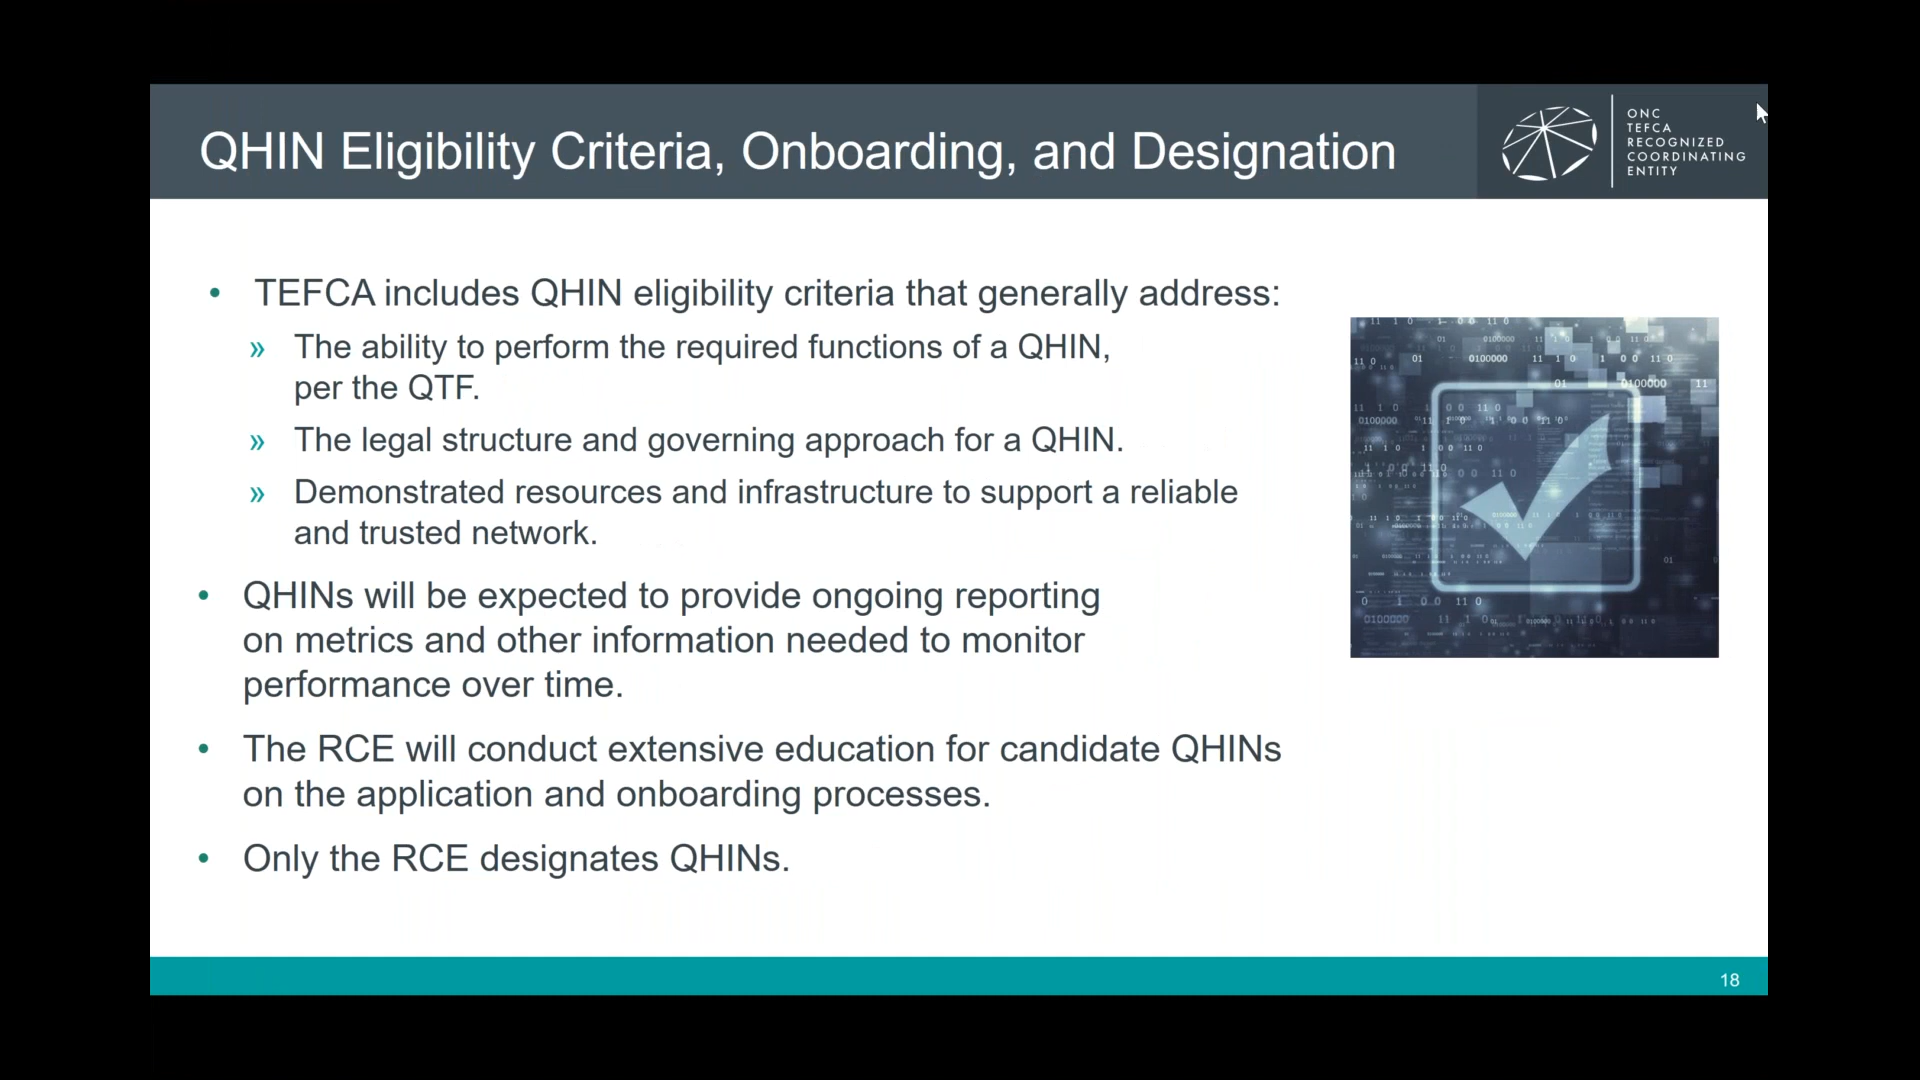 QHIN Eligibility Criteria, Onboarding, and Designation
ONC
TEFCA
RECOGNIZED
COORDINATING
ENTITY
• TEFCA includes QHIN eligibility criteria that generally address:
» The ability to perform the required functions of a QHIN,
per the QTF.
» The legal structure and governing approach for a QHIN.
» Demonstrated resources and infrastructure to support a reliable
and trusted network.
• QHINs will be expected to provide ongoing reporting
on metrics and other information needed to monitor
performance over time.
• The RCE will conduct extensive education for candidate QHINs
on the application and onboarding processes.
• Only the RCE designates QHINs.
18